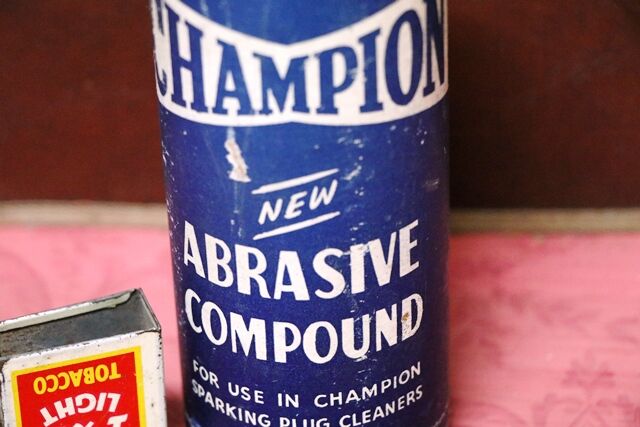 CHAMPION
NEW
ABRASIVE
COMPOUND
FOR USE IN CHAMPION
SPARKING PLUG CLEANERS
TOBACCO
LIGHT